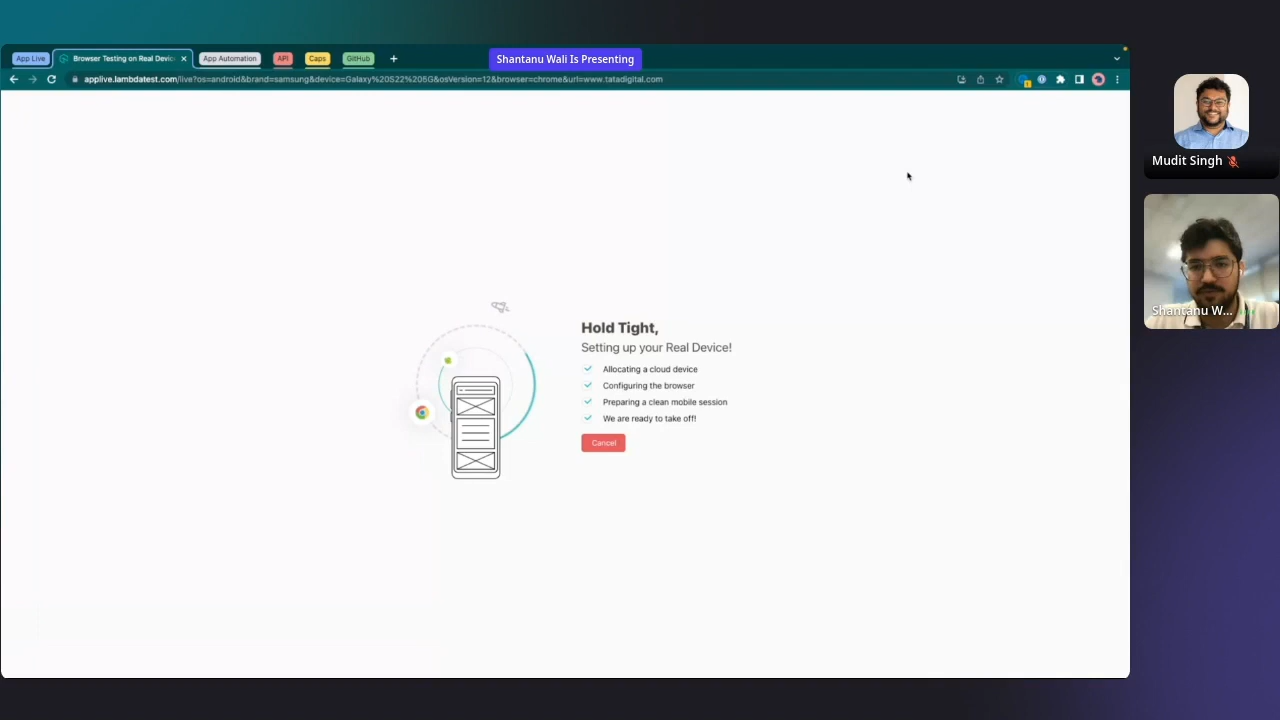 App Live
Browser Testing on Real Devic
App Automation
API
Caps
GitHub
Shantanu Wali Is Presenting
applive.lambdatest.com/live?os=android&brand=samsung&device=Galaxy%20S22%205G&osVersion=12&browser=chrome&url=www.tatadigital.com
Mudit Singh
Shantanu W...
Hold Tight,
Setting up your Real Device!
Allocating a cloud device
Configuring the browser
Preparing a clean mobile session
We are ready to take off!
Cancel